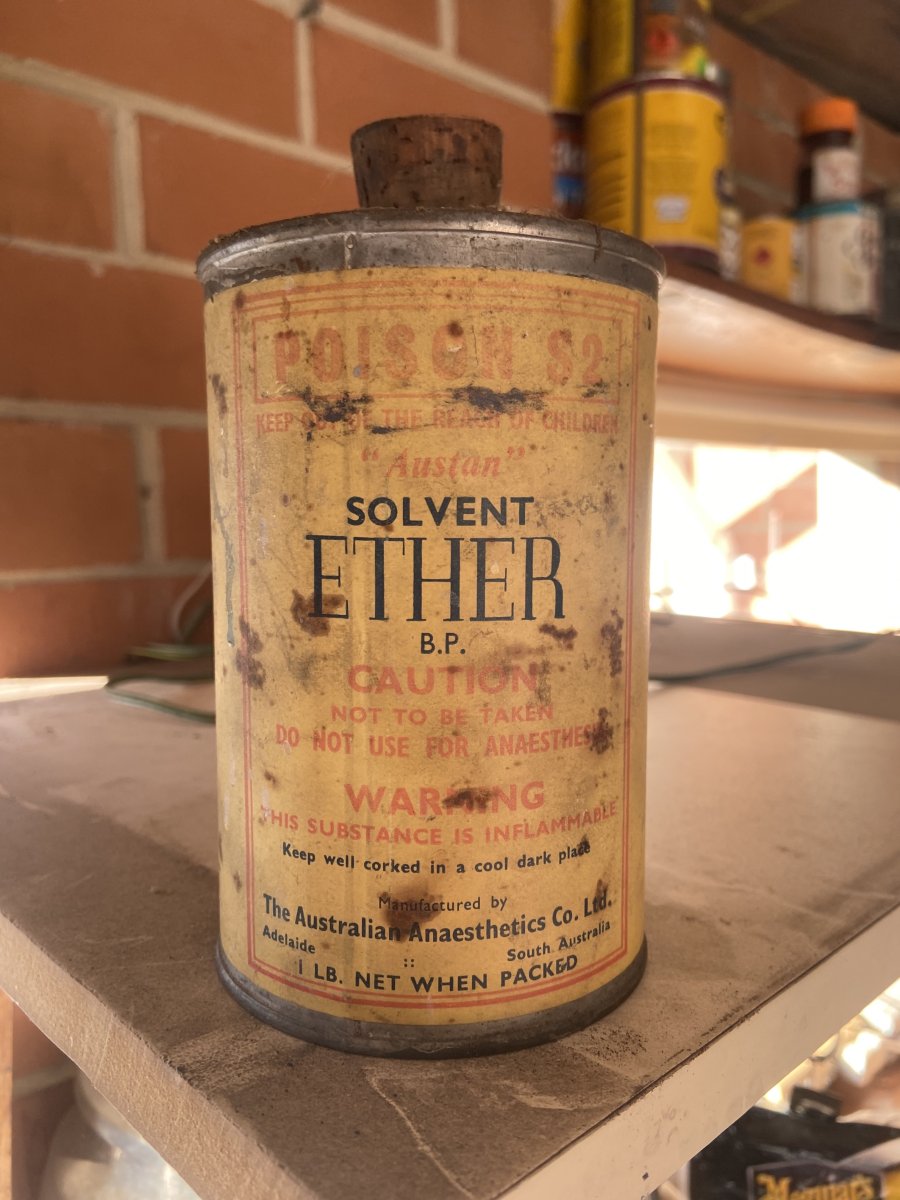 POISON S2
KEEP OUT OF THE REACH OF CHILDREN
"Austan"
SOLVENT
ETHER
B.P.
CAUTION
NOT TO BE TAKEN
DO NOT USE FOR ANAESTHESIA
WARNING
THIS SUBSTANCE IS INFLAMMABLE
Keep well corked in a cool dark place
Manufactured by
The Australian Anaesthetics Co. Ltd.
Adelaide :: South Australia
1 LB. NET WHEN PACKED